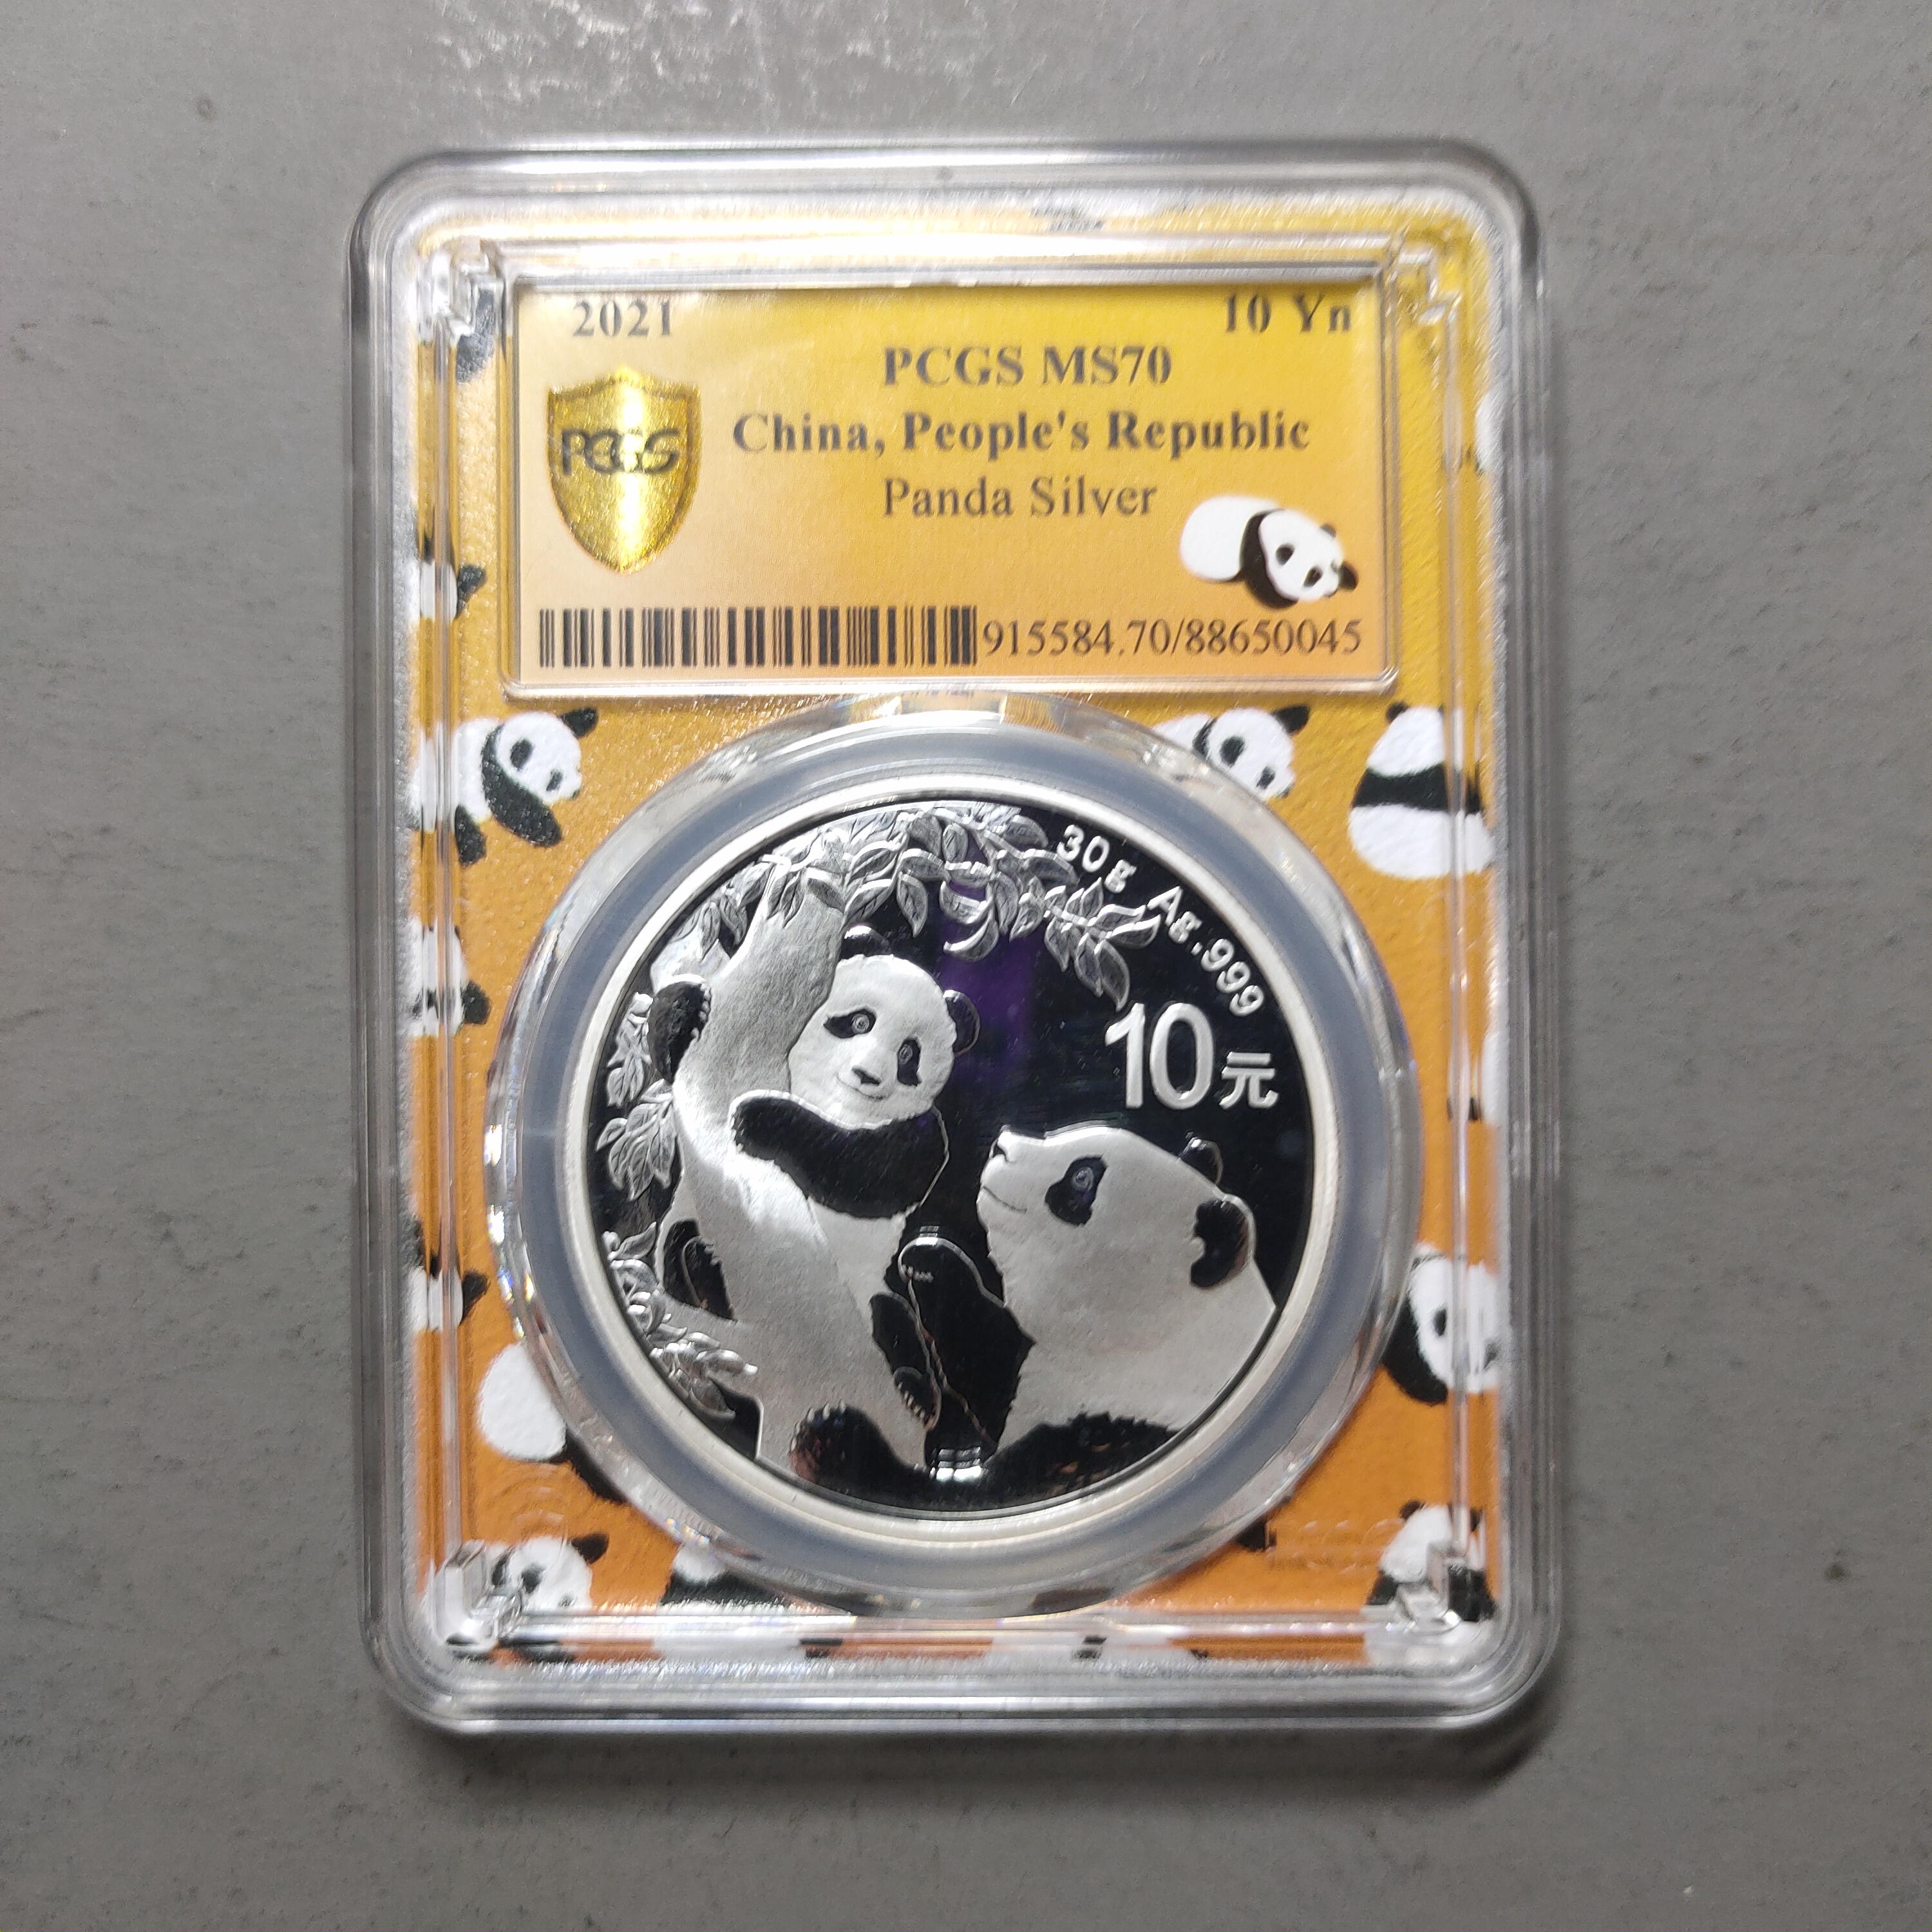 2021 10 Yn
PCGS MS70
China, People's Republic
PCGS
Panda Silver
915584.70/88650045
30g Ag.999
10元